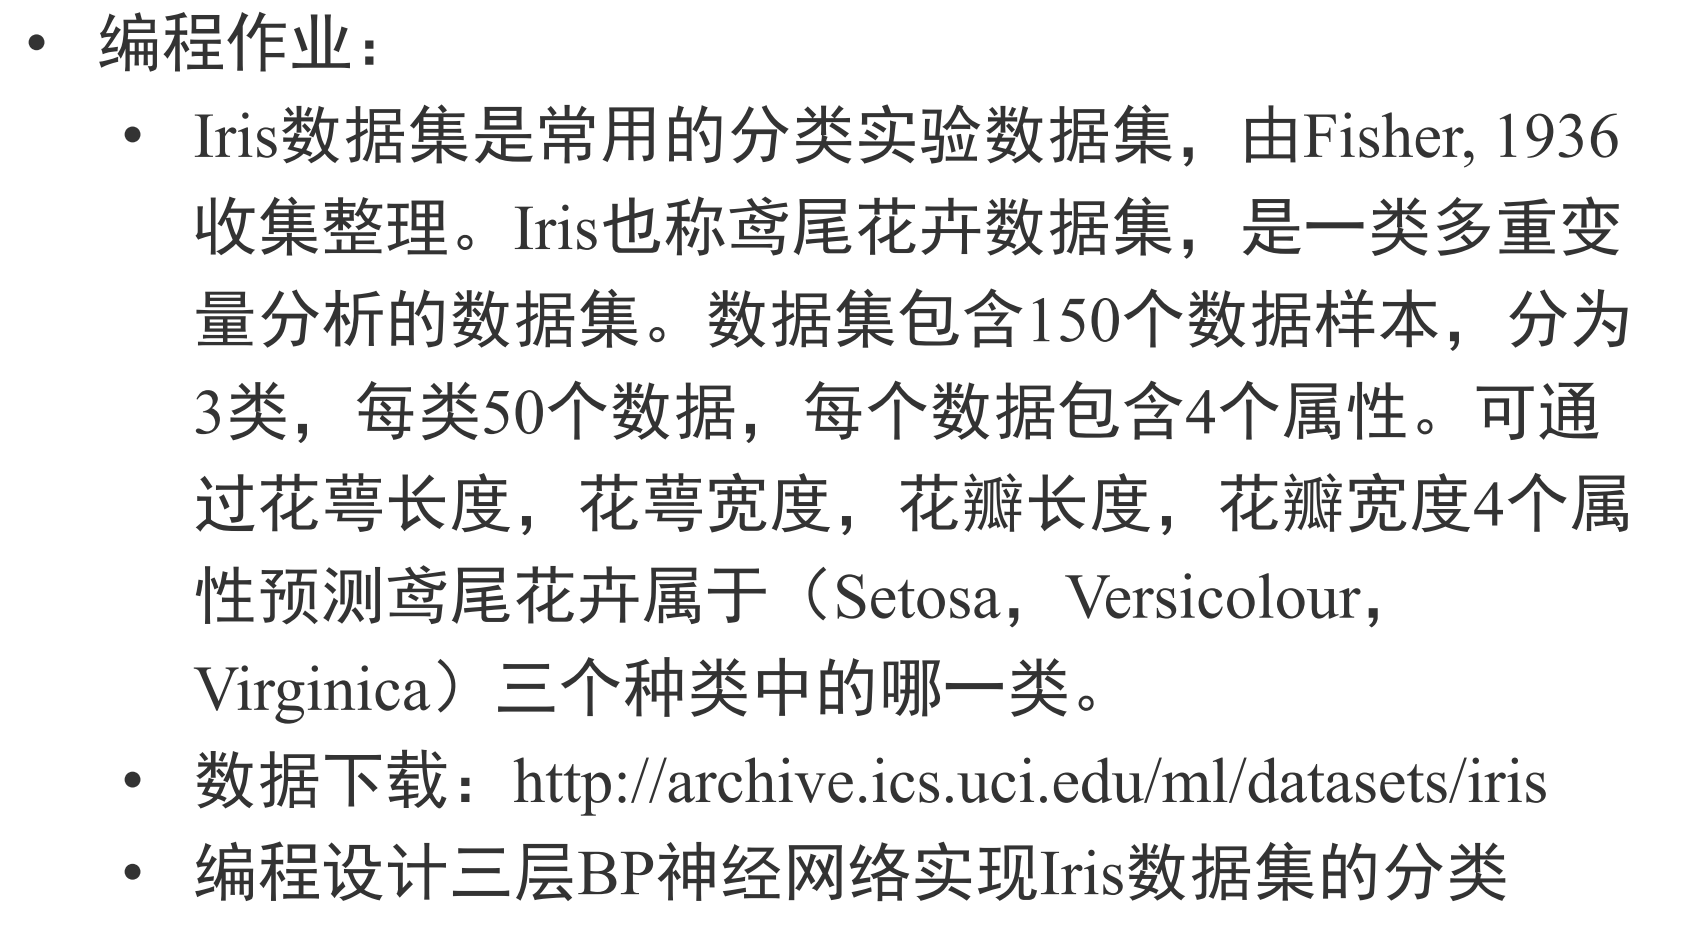 • 编程作业：
• Iris数据集是常用的分类实验数据集，由Fisher, 1936
收集整理。Iris也称鸢尾花卉数据集，是一类多重变
量分析的数据集。数据集包含150个数据样本，分为
3类，每类50个数据，每个数据包含4个属性。可通
过花萼长度，花萼宽度，花瓣长度，花瓣宽度4个属
性预测鸢尾花卉属于（Setosa，Versicolour，
Virginica）三个种类中的哪一类。
• 数据下载：http://archive.ics.uci.edu/ml/datasets/iris
• 编程设计三层BP神经网络实现Iris数据集的分类